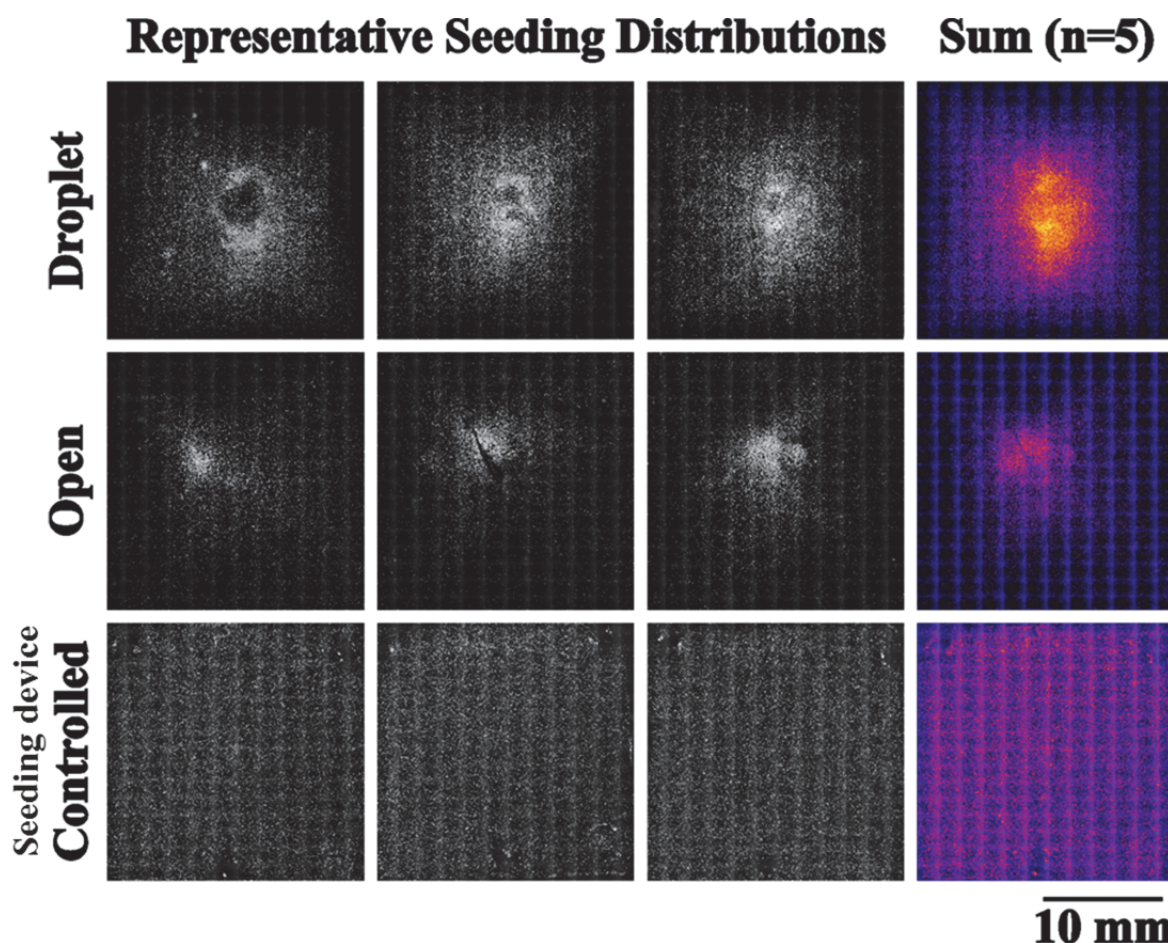 Representative Seeding Distributions
Sum (n=5)
Droplet
Open
Seeding device
Controlled
10 mm